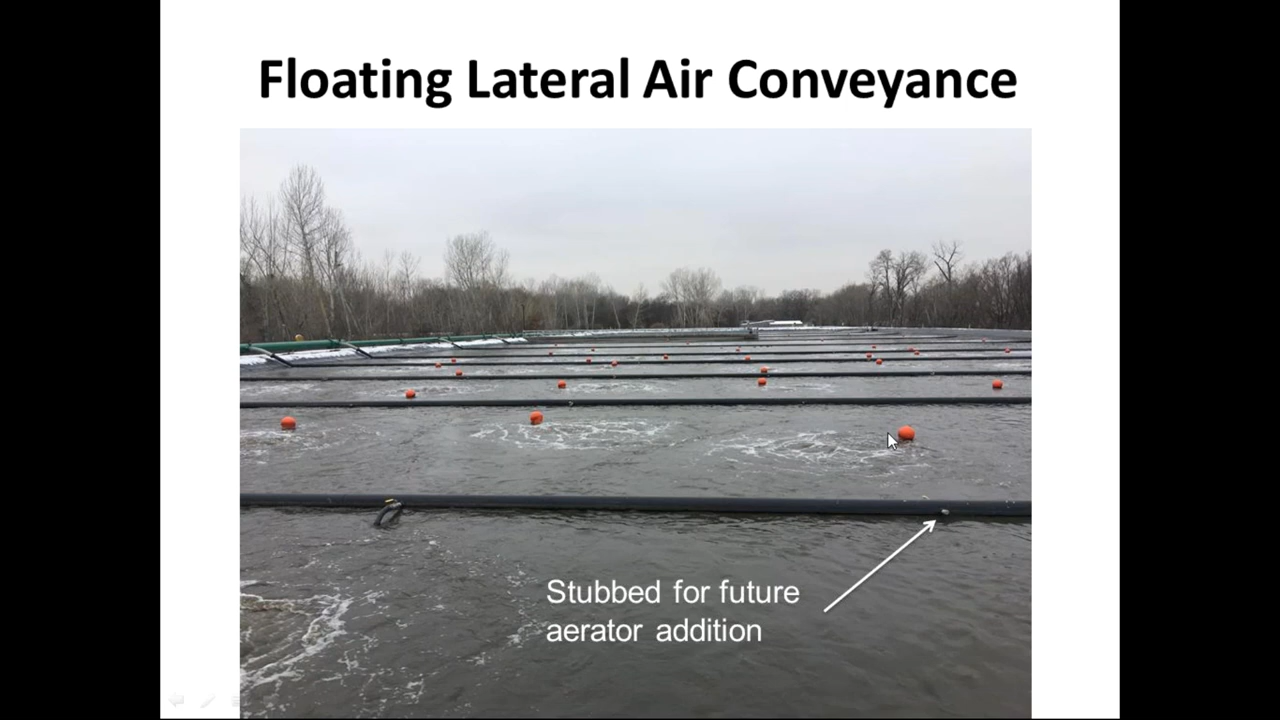 Floating Lateral Air Conveyance
Stubbed for future
aerator addition